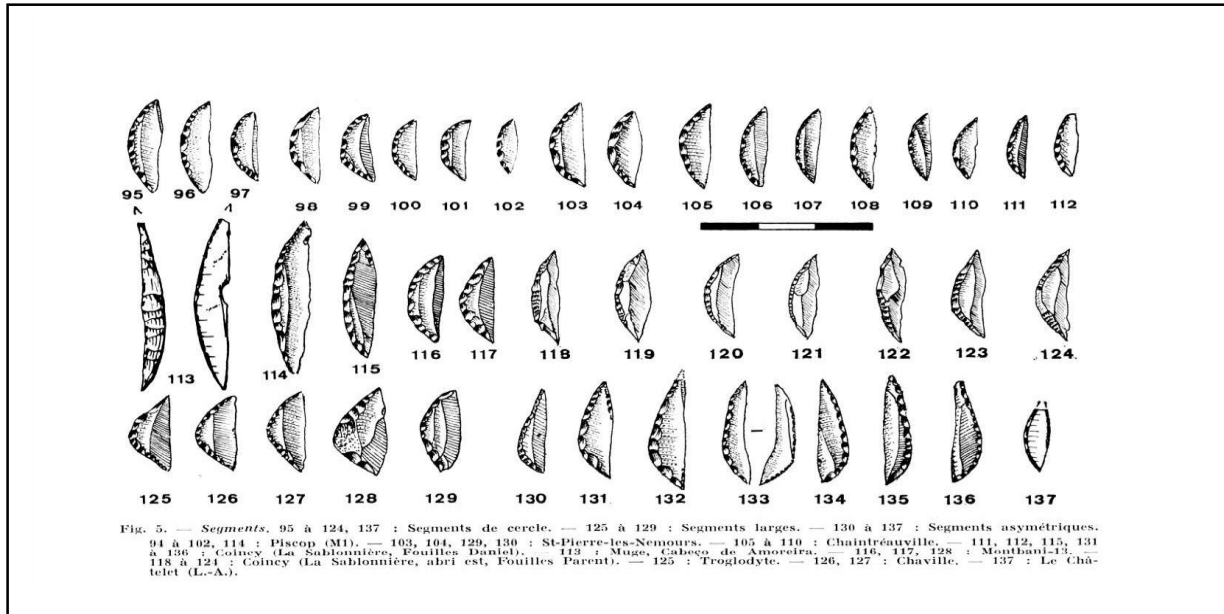 95 96 97 98 99 100 101 102 103 104 105 106 107 108 109 110 111 112
113 114 115 116 117 118 119 120 121 122 123 124.
125 126 127 128 129 130 131 132 133 134 135 136 137
Fig. 5. — Segments. 95 à 124, 137 : Segments de cercle. — 125 à 129 : Segments larges. — 130 à 137 : Segments asymétriques.
94 à 102, 114 : Piscop (M1). — 103, 104, 129, 130 : St-Pierre-les-Nemours. — 105 à 110 : Chaintréauville. — 111, 112, 115, 131
à 136 : Coincy (La Sablonnière, Fouilles Daniel). — 113 : Muge, Cabeço de Amoreira. — 116, 117, 128 : Montbani-13. —
118 à 124 : Coincy (La Sablonnière, abri est, Fouilles Parent). — 125 : Troglodyte. — 126, 127 : Chaville. — 137 : Le Châ-
telet (L.-A.).